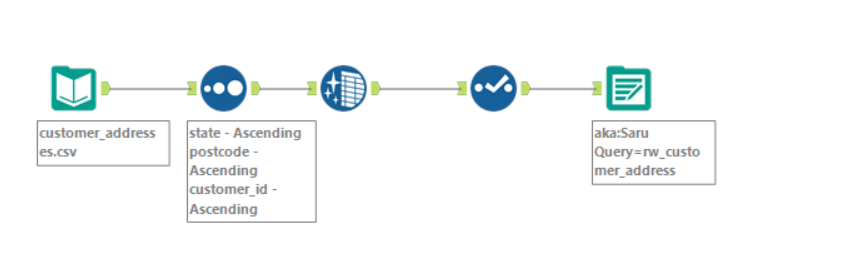 customer_address
es.csv
state - Ascending
postcode -
Ascending
customer_id -
Ascending
aka:Saru
Query=rw_custo
mer_address